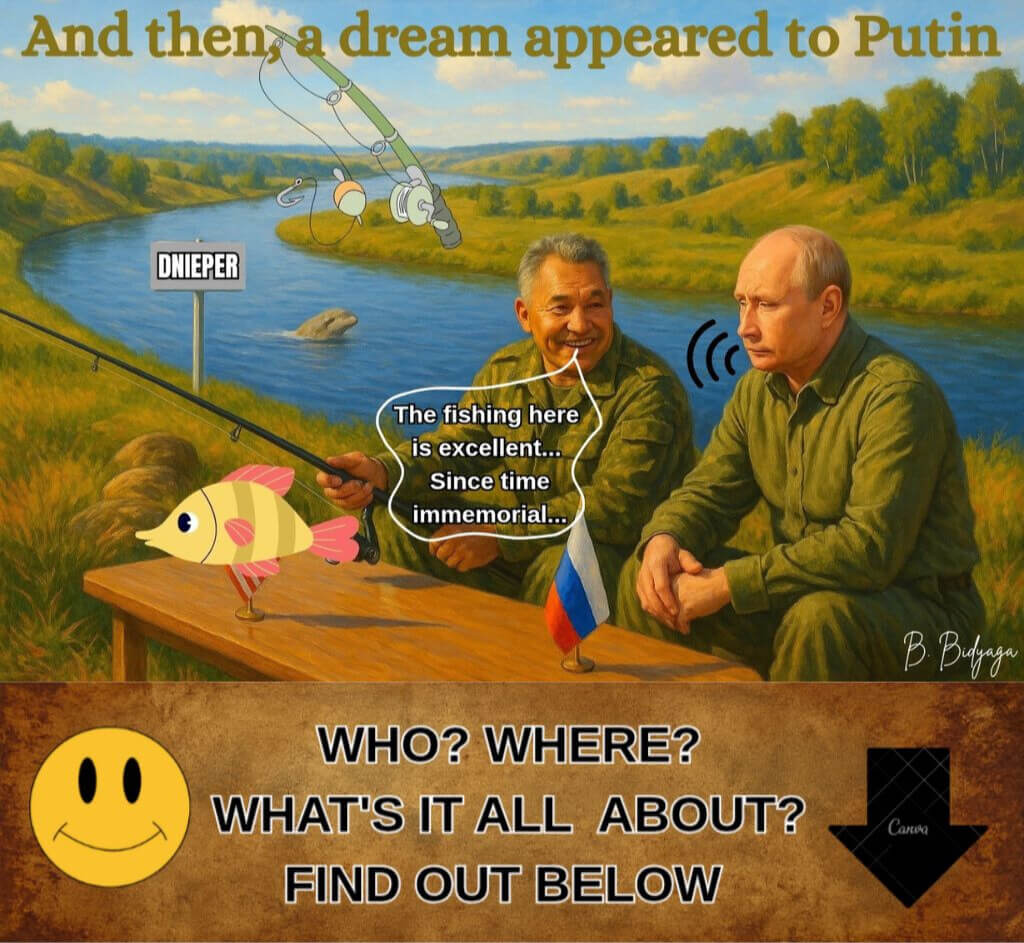 And then, a dream appeared to Putin
DNIEPER
The fishing here
is excellent...
Since time
immemorial...
B. Bidyaga
WHO? WHERE?
WHAT'S IT ALL ABOUT?
FIND OUT BELOW
Canva